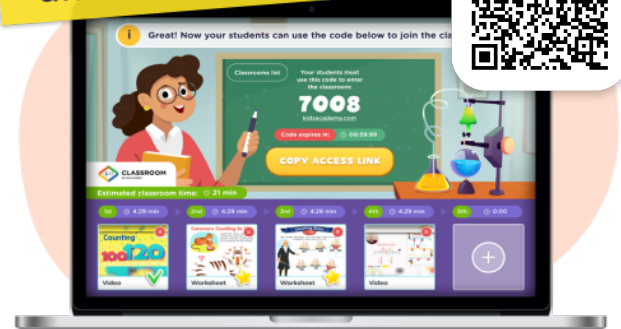 Great! Now your students can use the code below to join the cla
Classrooms list
Your students must
use this code to enter
the classroom:
7008
kidsacademy.com
Code expires in:
00:59:99
COPY ACCESS LINK
CLASSROOM
Estimated classroom time: 21 min
1st 4:29 min
2nd 4:29 min
3rd 4:29 min
4th 4:29 min
5th 0:00
Counting
100 120
Video
Worksheet
Worksheet
Video